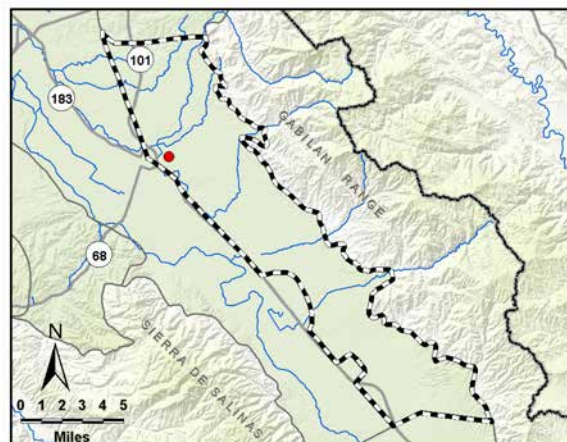 101
183
GABILAN RANGE
68
SIERRA DE SALINAS
N
0 1 2 3 4 5
Miles